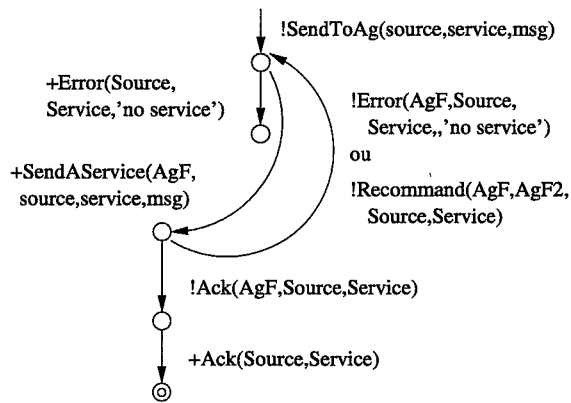 !SendToAg(source,service,msg)
+Error(Source,
Service,'no service')
!Error(AgF,Source,
Service,,'no service')
ou
!Recommand(AgF,AgF2,
Source,Service)
+SendAService(AgF,
source,service,msg)
!Ack(AgF,Source,Service)
+Ack(Source,Service)